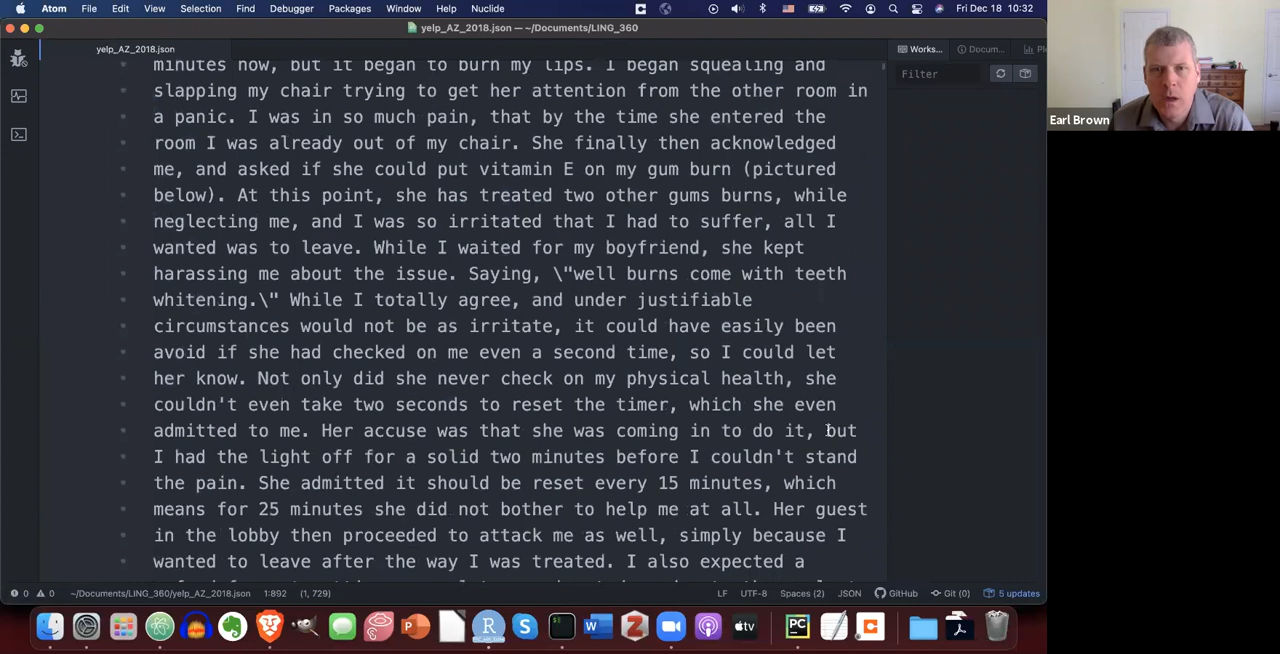 Atom File Edit View Selection Find Debugger Packages Window Help Nuclide Fri Dec 18 10:32
yelp_AZ_2018.json — ~/Documents/LING_360
yelp_AZ_2018.json Works... Docum...
Filter
Earl Brown
minutes now, but it began to burn my lips. I began squealing and
slapping my chair trying to get her attention from the other room in
a panic. I was in so much pain, that by the time she entered the
room I was already out of my chair. She finally then acknowledged
me, and asked if she could put vitamin E on my gum burn (pictured
below). At this point, she has treated two other gums burns, while
neglecting me, and I was so irritated that I had to suffer, all I
wanted was to leave. While I waited for my boyfriend, she kept
harassing me about the issue. Saying, \"well burns come with teeth
whitening.\" While I totally agree, and under justifiable
circumstances would not be as irritate, it could have easily been
avoid if she had checked on me even a second time, so I could let
her know. Not only did she never check on my physical health, she
couldn't even take two seconds to reset the timer, which she even
admitted to me. Her accuse was that she was coming in to do it, but
I had the light off for a solid two minutes before I couldn't stand
the pain. She admitted it should be reset every 15 minutes, which
means for 25 minutes she did not bother to help me at all. Her guest
in the lobby then proceeded to attack me as well, simply because I
wanted to leave after the way I was treated. I also expected a
0 0 ~/Documents/LING_360/yelp_AZ_2018.json 1:892 (1, 729) LF UTF-8 Spaces (2) JSON GitHub Git (0) 5 updates